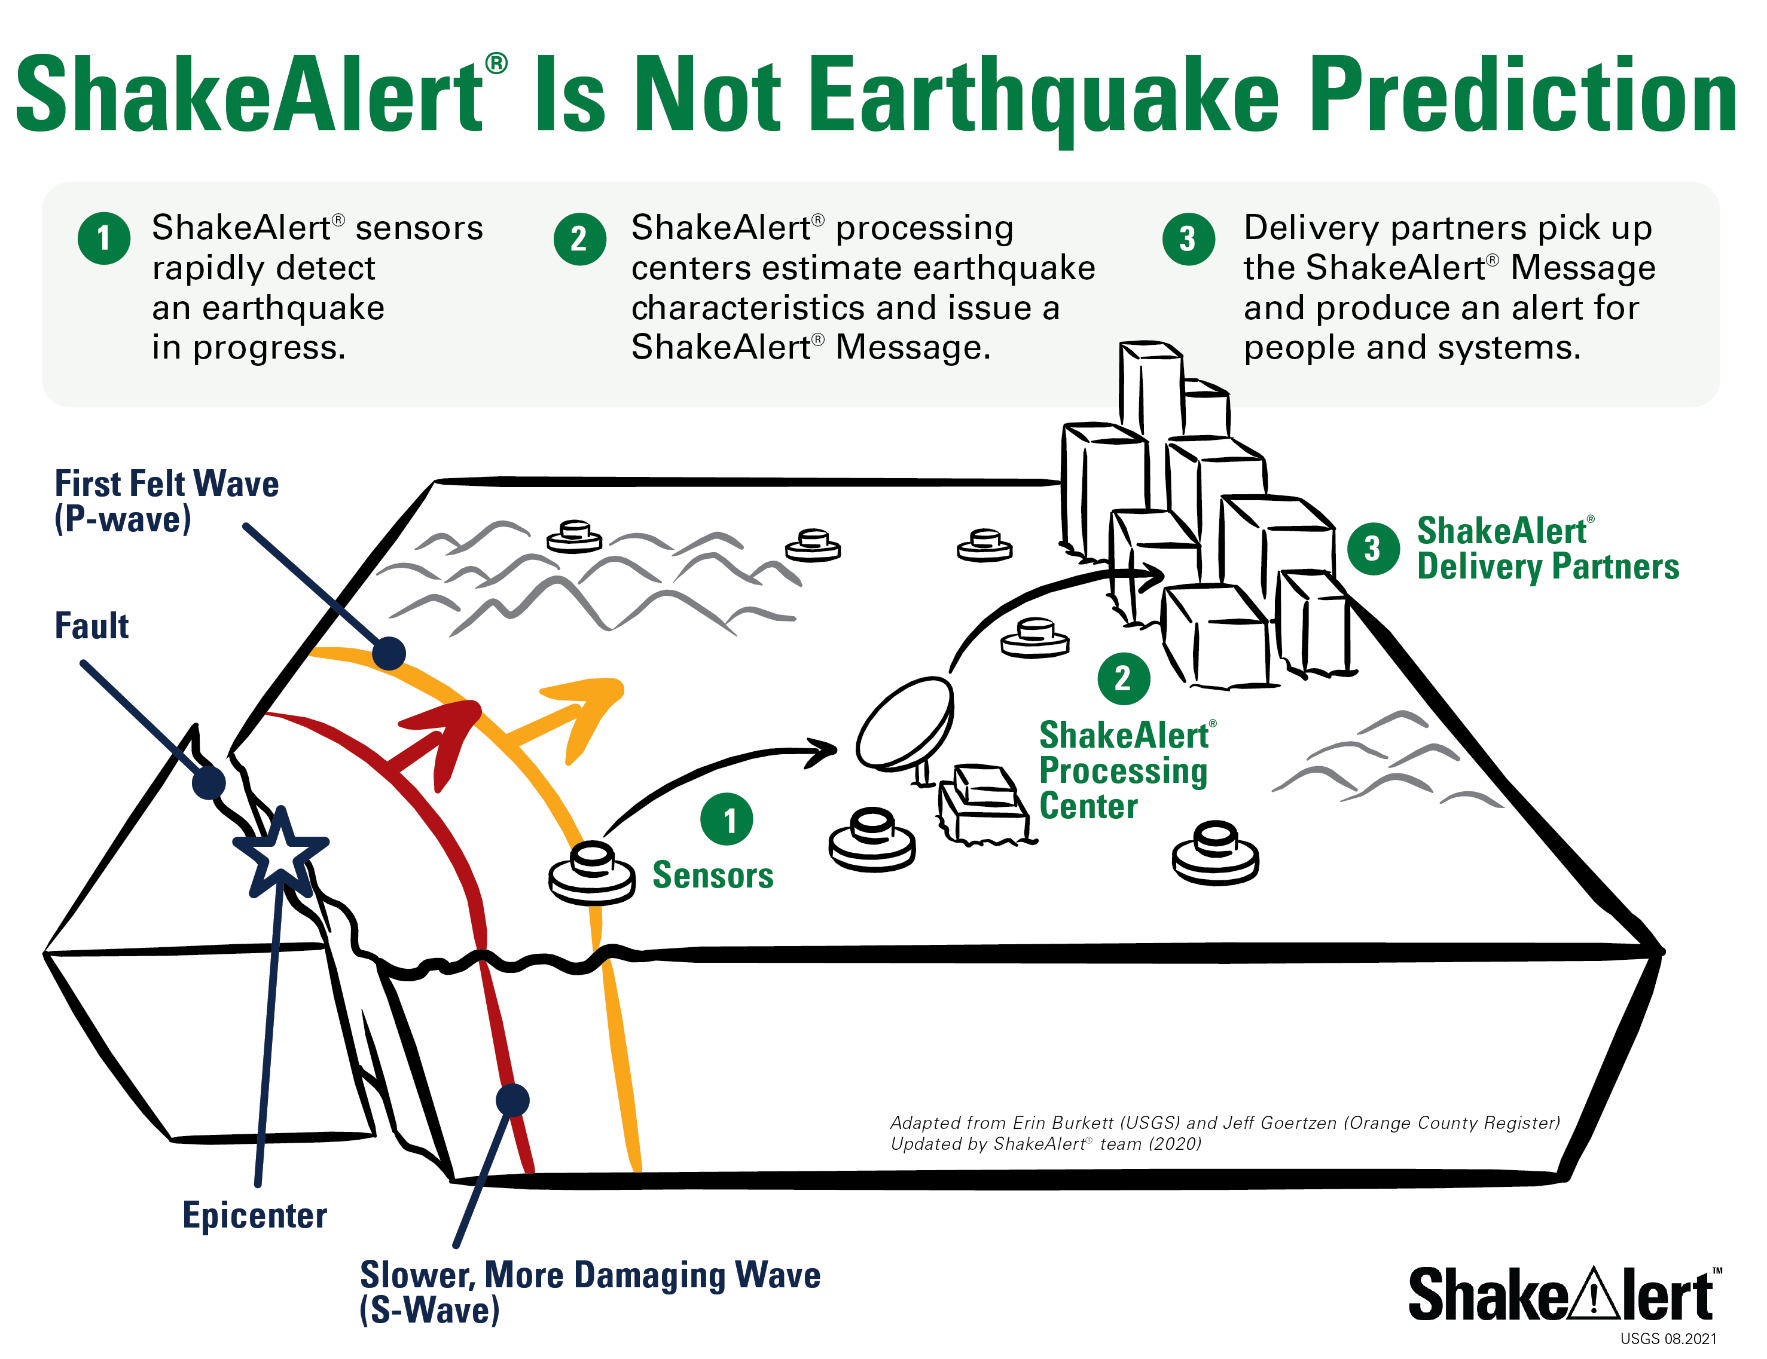 ShakeAlert® Is Not Earthquake Prediction
1
ShakeAlert® sensors
rapidly detect
an earthquake
in progress.
2
ShakeAlert® processing
centers estimate earthquake
characteristics and issue a
ShakeAlert® Message.
3
Delivery partners pick up
the ShakeAlert® Message
and produce an alert for
people and systems.
First Felt Wave
(P-wave)
Fault
3
ShakeAlert®
Delivery Partners
2
ShakeAlert®
Processing
Center
1
Sensors
Adapted from Erin Burkett (USGS) and Jeff Goertzen (Orange County Register)
Updated by ShakeAlert® team (2020)
Epicenter
Slower, More Damaging Wave
(S-Wave)
ShakeAlert™
USGS 08.2021